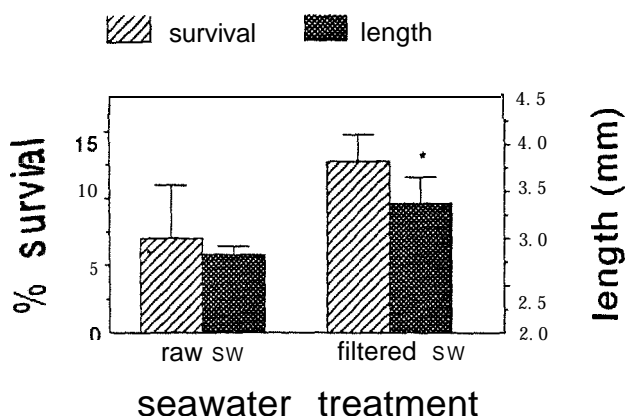 survival length
% survival
15
10
5
0
4.5
4.0
3.5
3.0
2.5
2.0
length (mm)
*
raw SW filtered SW
seawater treatment